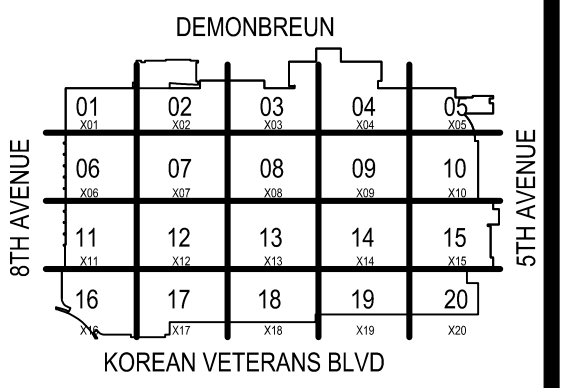 DEMONBREUN
01 02 03 04 05
X01 X02 X03 X04 X05
8TH AVENUE
06 07 08 09 10
X06 X07 X08 X09 X10
5TH AVENUE
11 12 13 14 15
X11 X12 X13 X14 X15
16 17 18 19 20
X16 X17 X18 X19 X20
KOREAN VETERANS BLVD